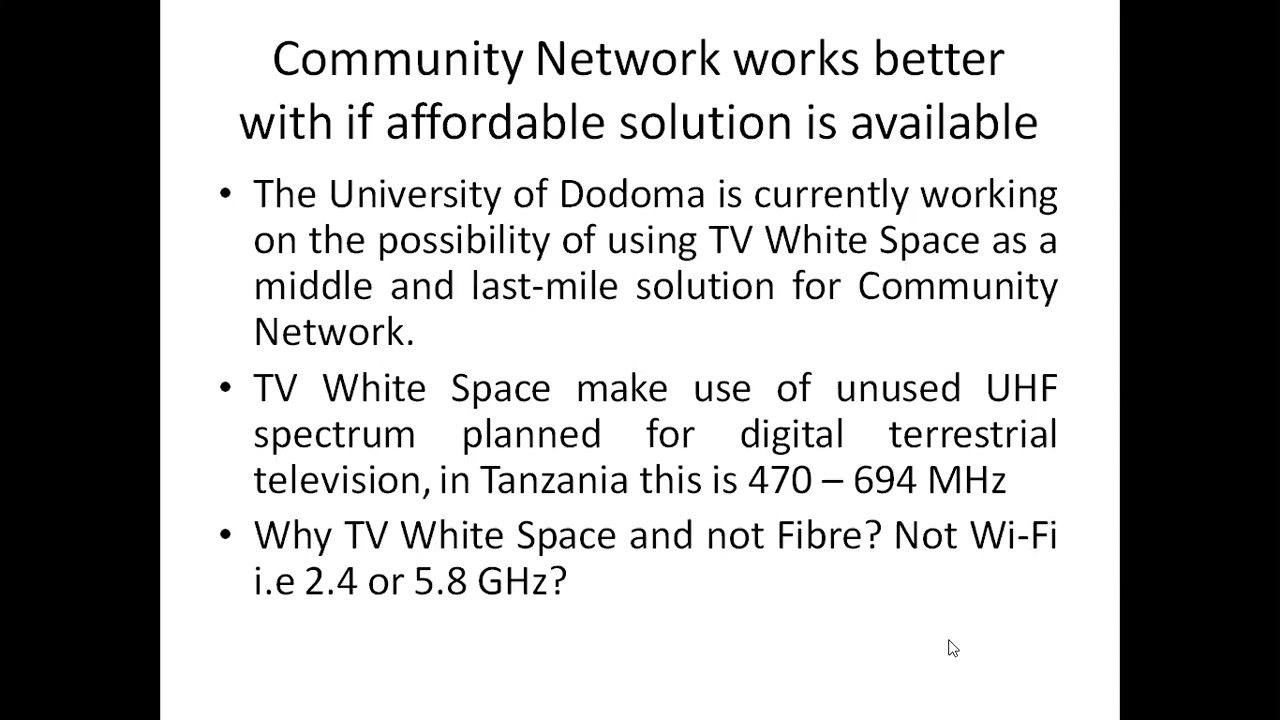 Community Network works better
with if affordable solution is available
• The University of Dodoma is currently working
on the possibility of using TV White Space as a
middle and last-mile solution for Community
Network.
• TV White Space make use of unused UHF
spectrum planned for digital terrestrial
television, in Tanzania this is 470 – 694 MHz
• Why TV White Space and not Fibre? Not Wi-Fi
i.e 2.4 or 5.8 GHz?